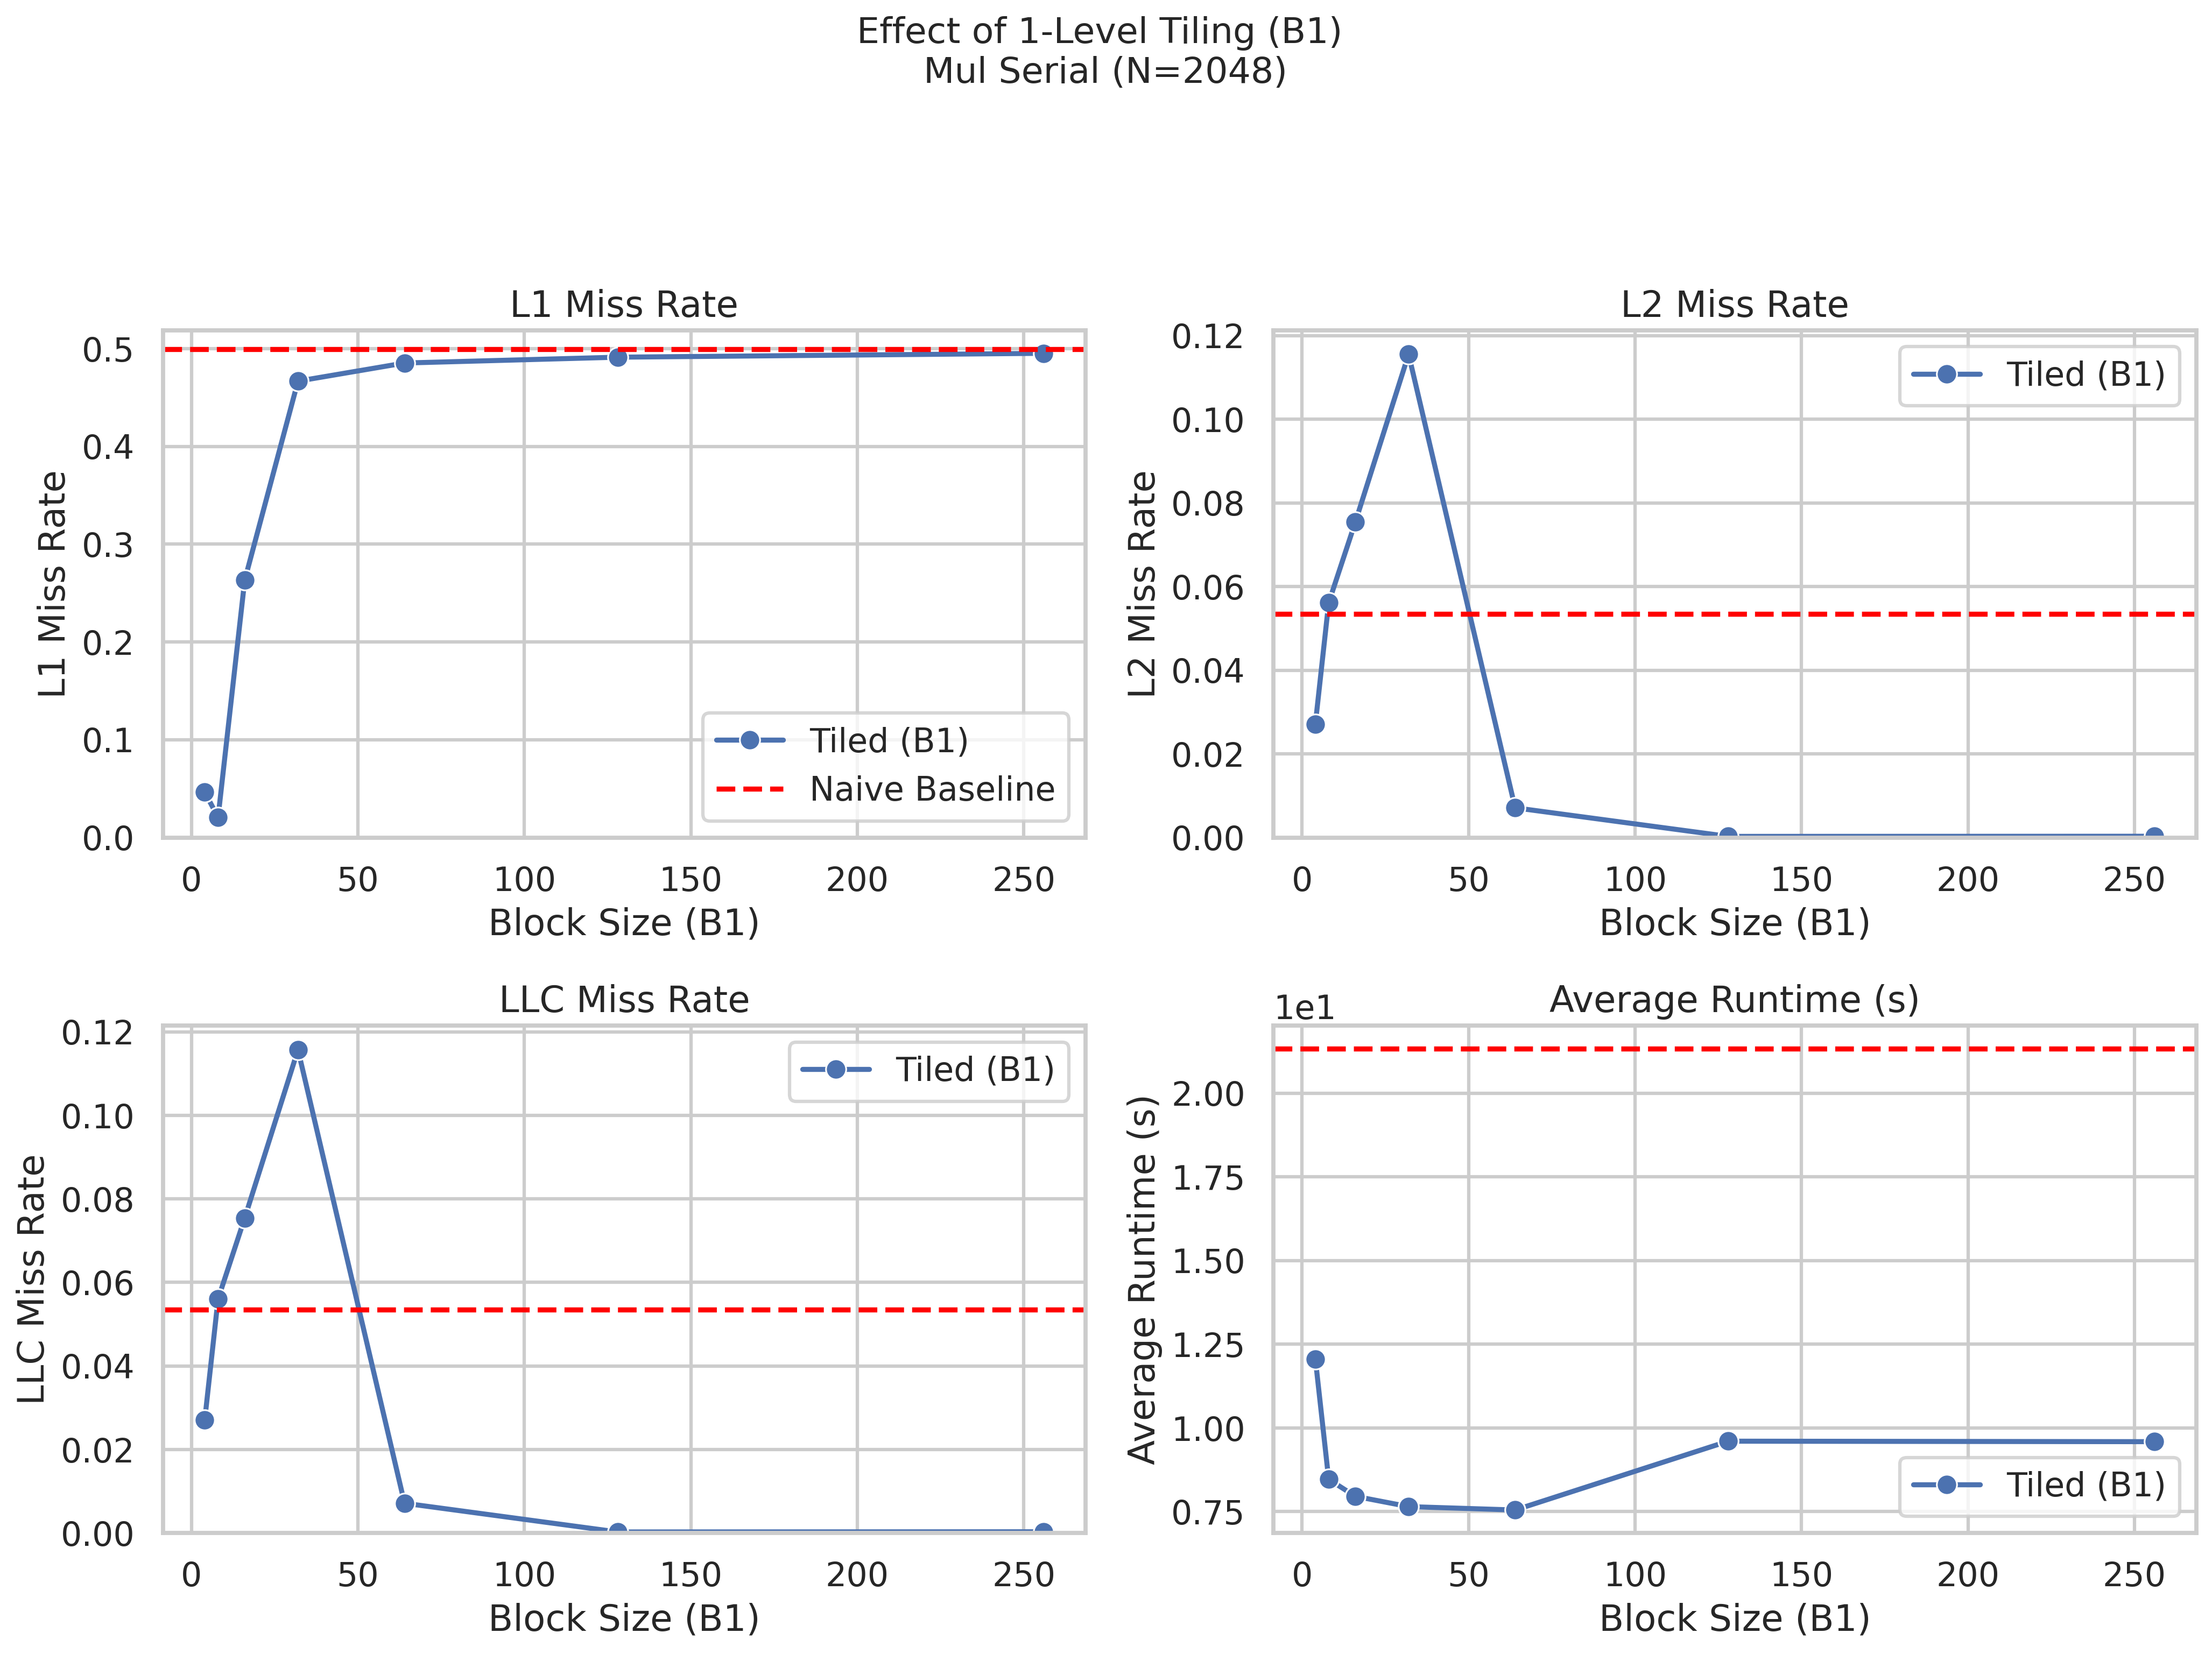 Effect of 1-Level Tiling (B1)
Mul Serial (N=2048)
L1 Miss Rate
L1 Miss Rate
0.5
0.4
0.3
0.2
0.1
0.0
Tiled (B1)
Naive Baseline
0 50 100 150 200 250
Block Size (B1)
L2 Miss Rate
L2 Miss Rate
0.12
0.10
0.08
0.06
0.04
0.02
0.00
Tiled (B1)
0 50 100 150 200 250
Block Size (B1)
LLC Miss Rate
LLC Miss Rate
0.12
0.10
0.08
0.06
0.04
0.02
0.00
Tiled (B1)
0 50 100 150 200 250
Block Size (B1)
Average Runtime (s)
1e1
Average Runtime (s)
2.00
1.75
1.50
1.25
1.00
0.75
Tiled (B1)
0 50 100 150 200 250
Block Size (B1)